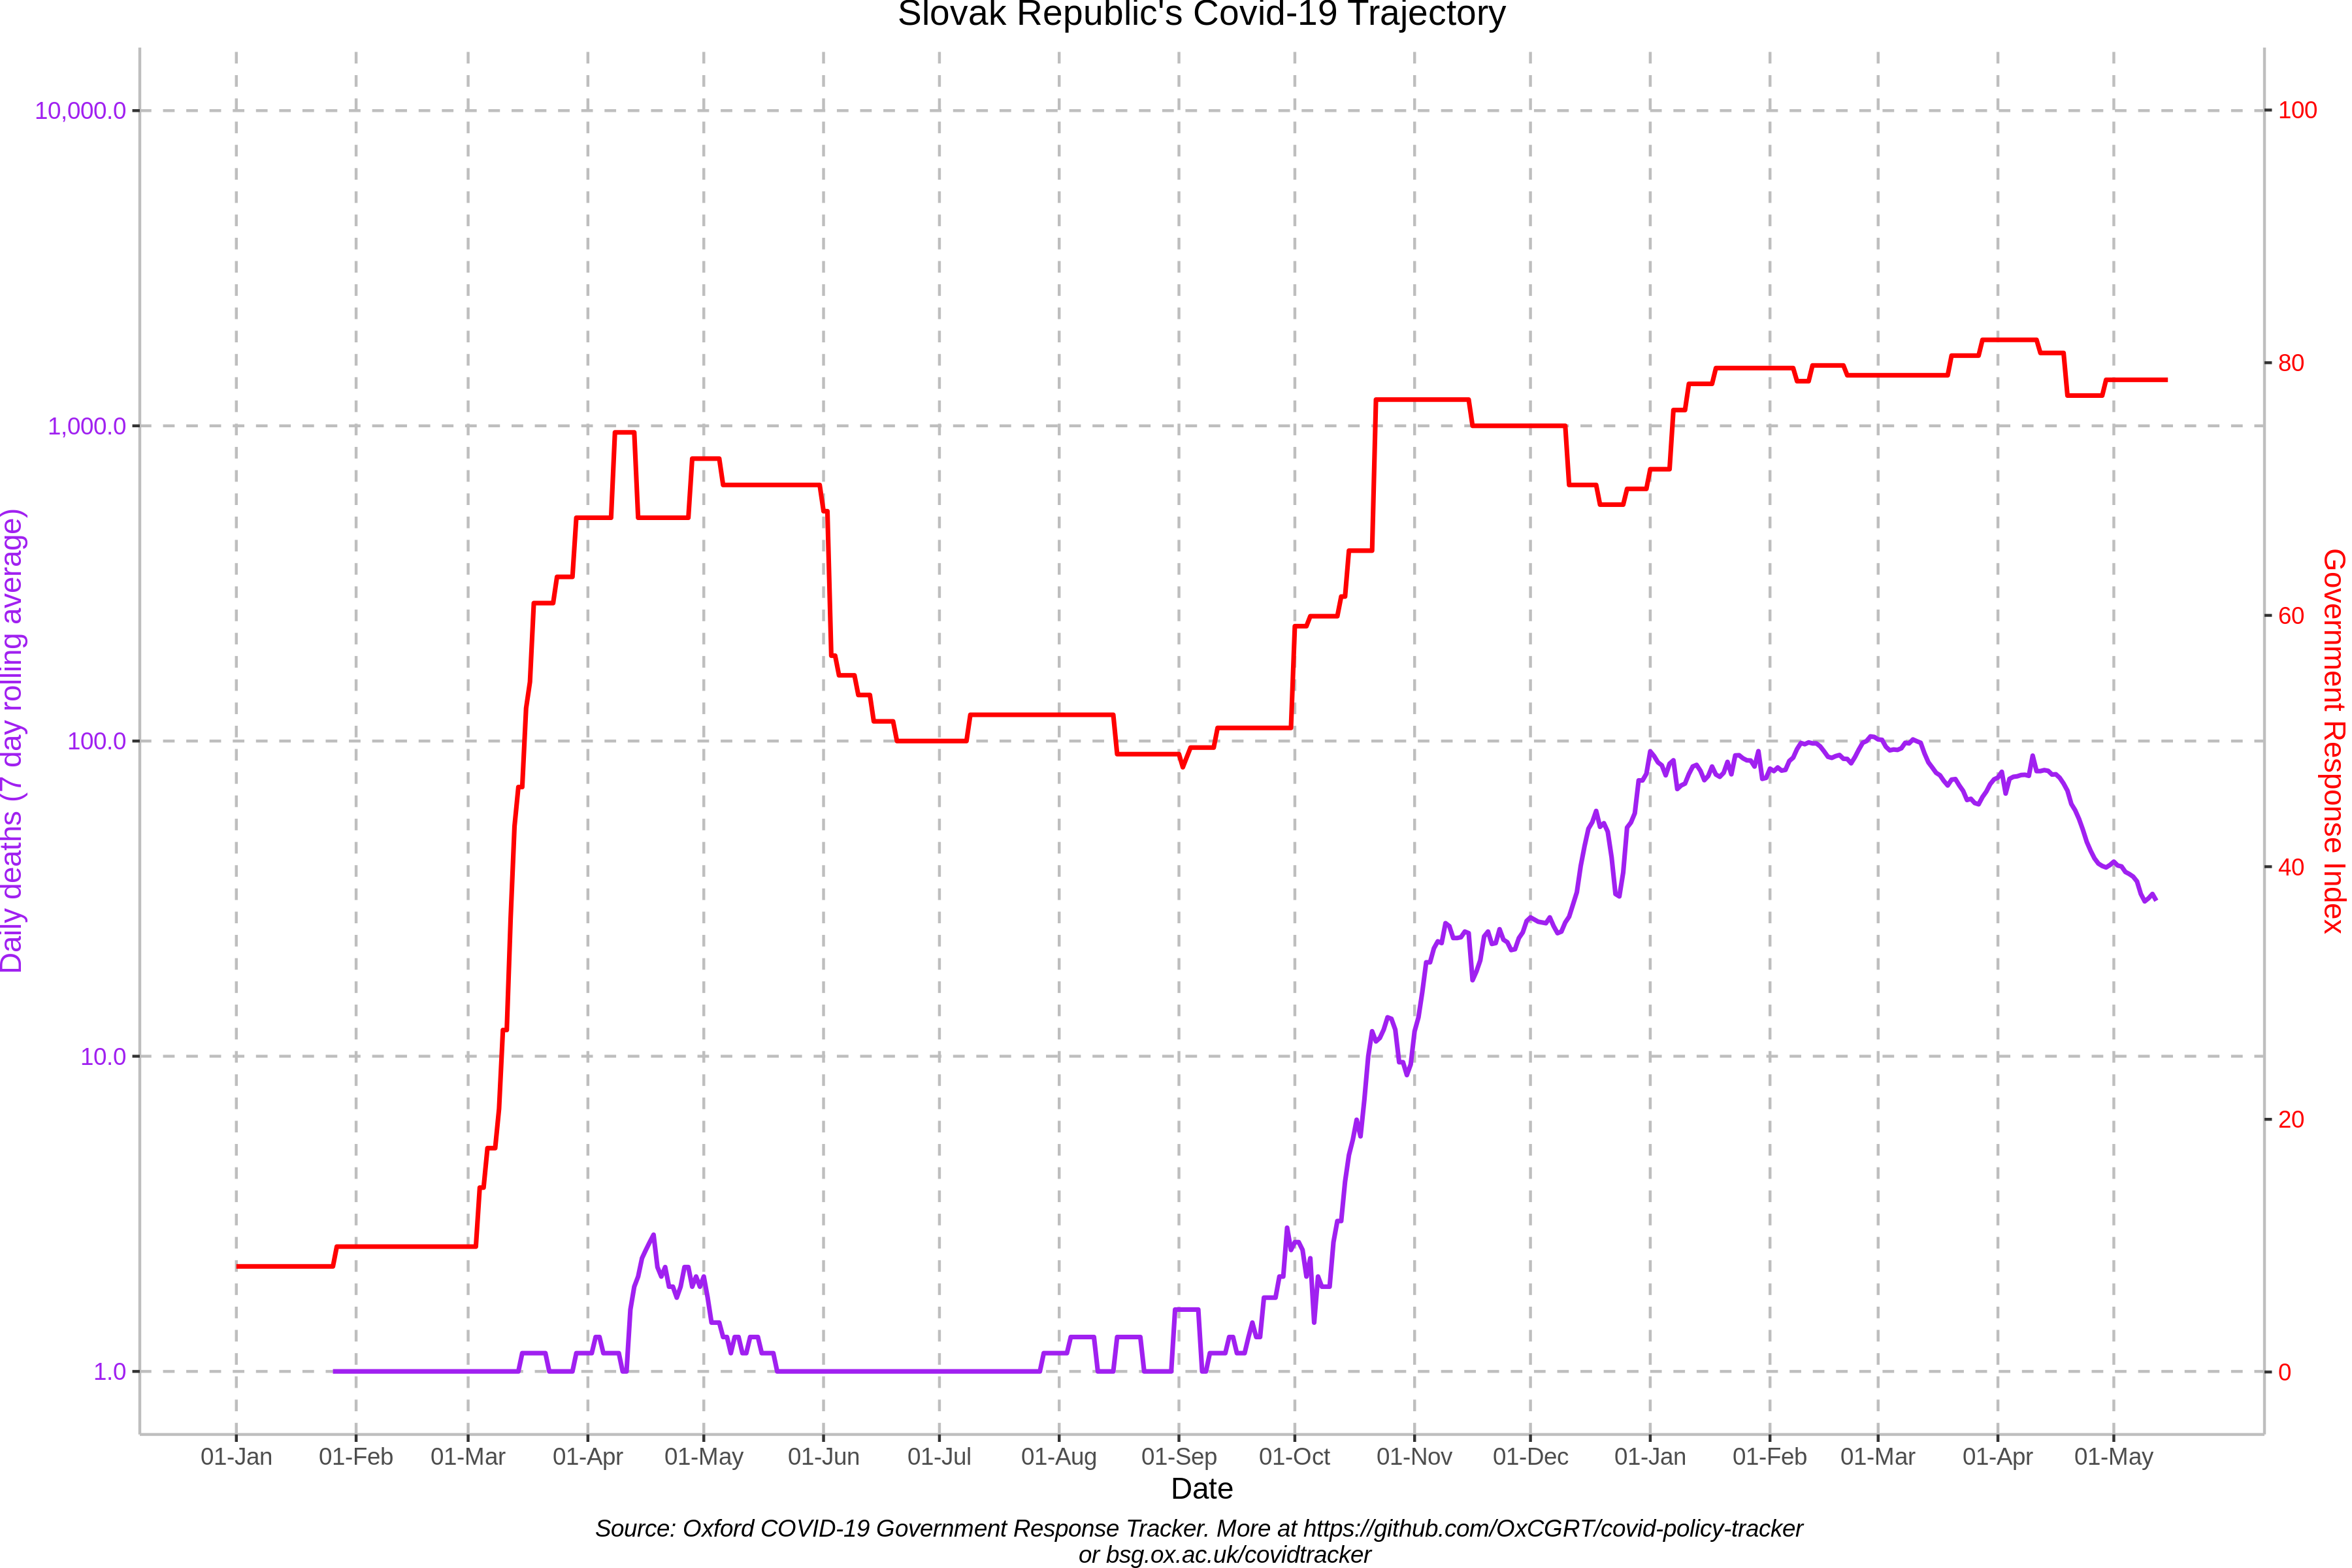 Slovak Republic's Covid-19 Trajectory
Daily deaths (7 day rolling average)
10,000.0
1,000.0
100.0
10.0
1.0
100
80
60
40
20
0
Government Response Index
01-Jan 01-Feb 01-Mar 01-Apr 01-May 01-Jun 01-Jul 01-Aug 01-Sep 01-Oct 01-Nov 01-Dec 01-Jan 01-Feb 01-Mar 01-Apr 01-May
Date
Source: Oxford COVID-19 Government Response Tracker. More at https://github.com/OxCGRT/covid-policy-tracker
or bsg.ox.ac.uk/covidtracker